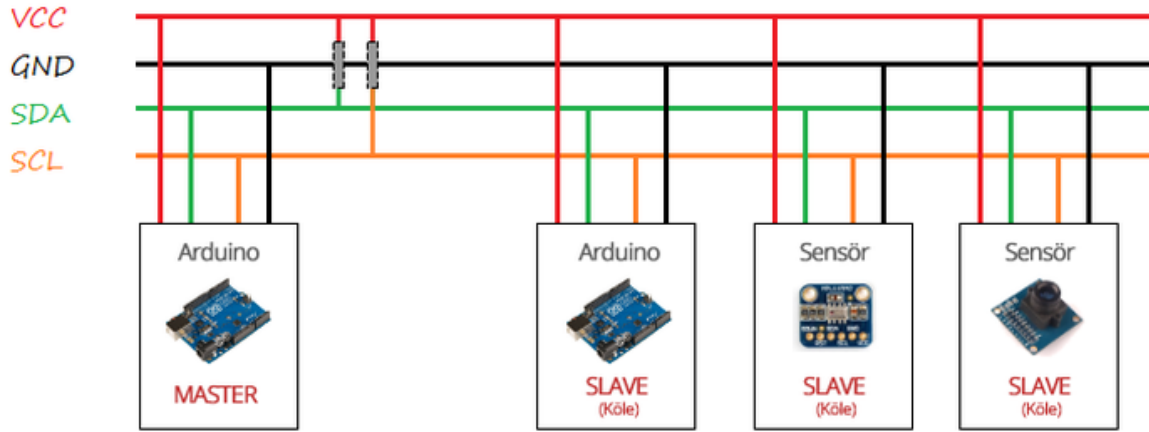 VCC
GND
SDA
SCL
Arduino
MASTER
Arduino
SLAVE
(Köle)
Sensör
SLAVE
(Köle)
Sensör
SLAVE
(Köle)